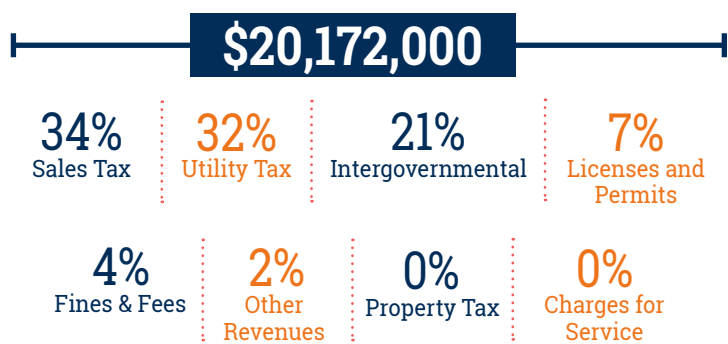 $20,172,000
34%
Sales Tax
32%
Utility Tax
21%
Intergovernmental
7%
Licenses and
Permits
4%
Fines & Fees
2%
Other
Revenues
0%
Property Tax
0%
Charges for
Service